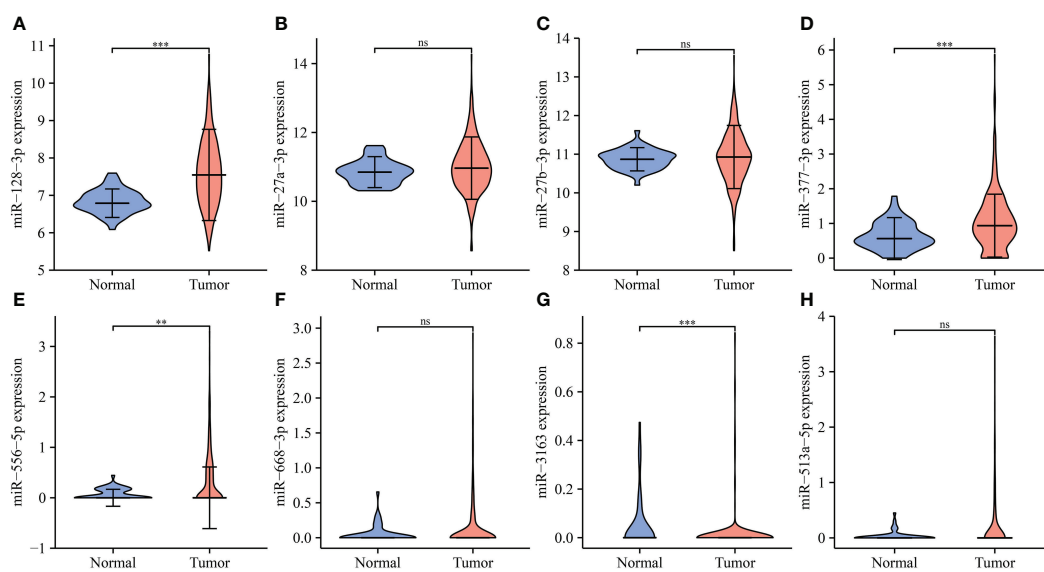 A
miR−128−3p expression
11
10
9
8
7
6
5
***
Normal
Tumor
B
miR−27a−3p expression
14
12
10
8
ns
Normal
Tumor
C
miR−27b−3p expression
14
13
12
11
10
9
8
ns
Normal
Tumor
D
miR−377−3p expression
6
5
4
3
2
1
0
***
Normal
Tumor
E
miR−556−5p expression
3
2
1
0
−1
**
Normal
Tumor
F
miR−668−3p expression
3.0
2.5
2.0
1.5
1.0
0.5
0.0
ns
Normal
Tumor
G
miR−3163 expression
0.8
0.6
0.4
0.2
0.0
***
Normal
Tumor
H
miR−513a−5p expression
4
3
2
1
0
ns
Normal
Tumor